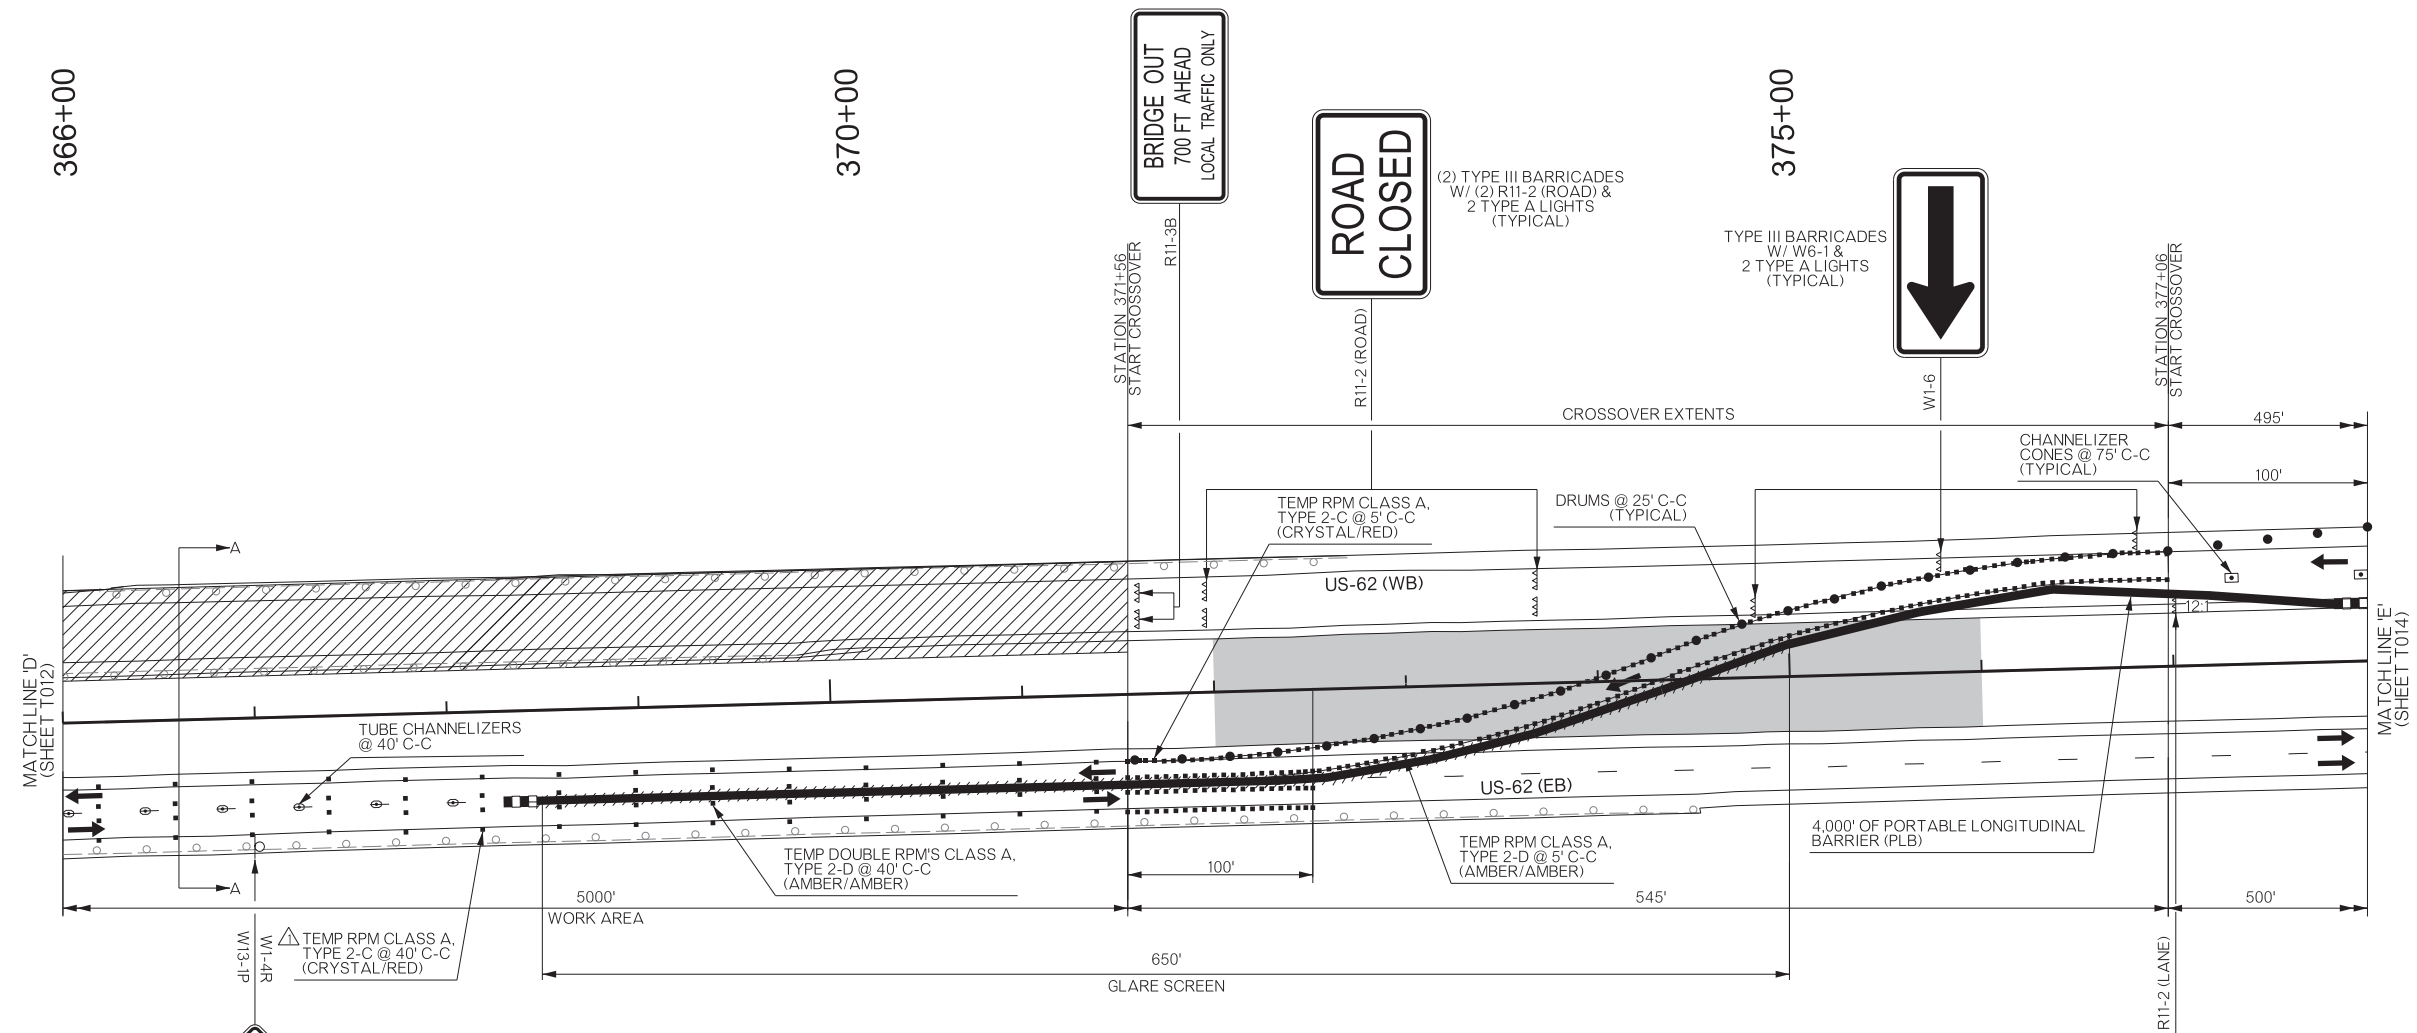 366+00
370+00
375+00
BRIDGE OUT
700 FT AHEAD
LOCAL TRAFFIC ONLY
ROAD
CLOSED
(2) TYPE III BARRICADES
W/ (2) R11-2 (ROAD) &
2 TYPE A LIGHTS
(TYPICAL)
TYPE III BARRICADES
W/ W6-1 &
2 TYPE A LIGHTS
(TYPICAL)
STATION 371+56
START CROSSOVER
R11-3B
R11-2 (ROAD)
W1-6
STATION 377+06
START CROSSOVER
CROSSOVER EXTENTS
495'
CHANNELIZER
CONES @ 75' C-C
(TYPICAL)
100'
TEMP RPM CLASS A,
TYPE 2-C @ 5' C-C
(CRYSTAL/RED)
DRUMS @ 25' C-C
(TYPICAL)
A
US-62 (WB)
12:1
MATCHLINE 'D'
(SHEET T012)
MATCHLINE 'E'
(SHEET T014)
TUBE CHANNELIZERS
@ 40' C-C
US-62 (EB)
4,000' OF PORTABLE LONGITUDINAL
BARRIER (PLB)
TEMP DOUBLE RPM'S CLASS A,
TYPE 2-D @ 40' C-C
(AMBER/AMBER)
100'
TEMP RPM CLASS A,
TYPE 2-D @ 5' C-C
(AMBER/AMBER)
A
5000'
WORK AREA
545'
500'
W13-1P
W1-4R
1
TEMP RPM CLASS A,
TYPE 2-C @ 40' C-C
(CRYSTAL/RED)
650'
GLARE SCREEN
R11-2 (LANE)